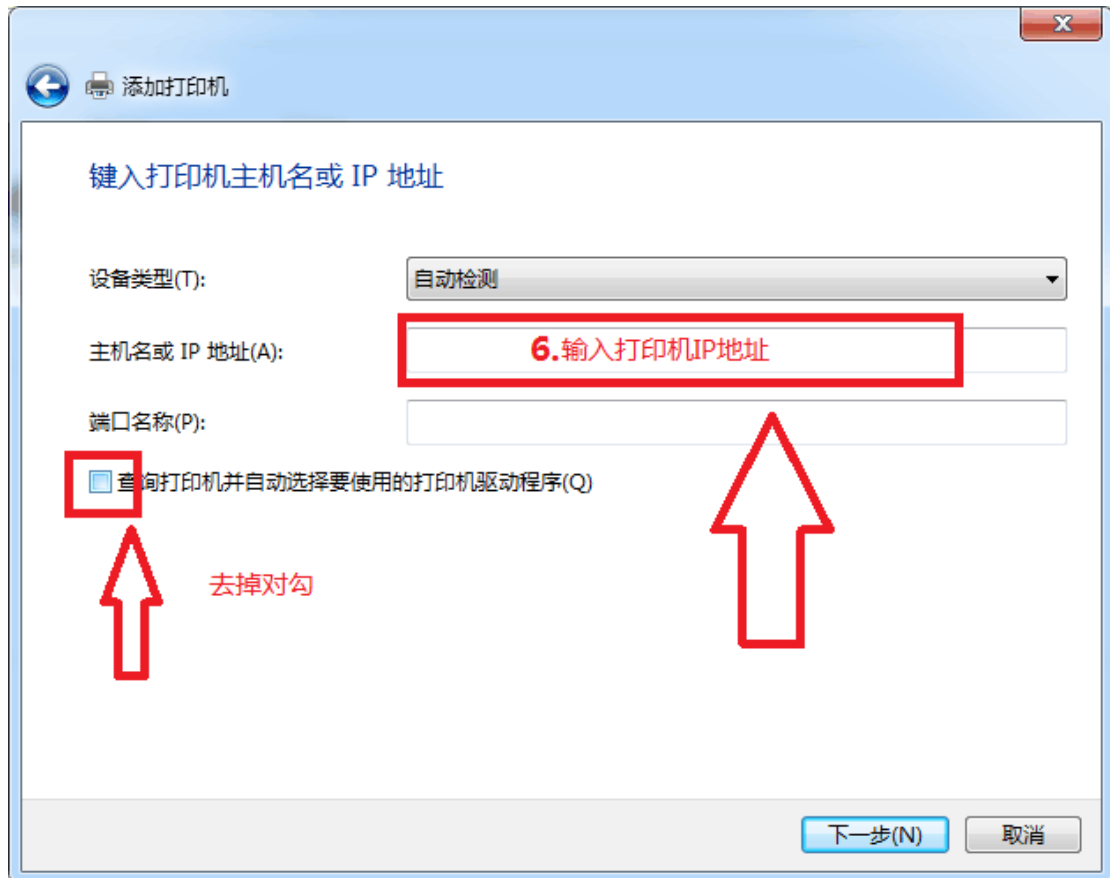 添加打印机
键入打印机主机名或 IP 地址
设备类型(T):
自动检测
主机名或 IP 地址(A):
6.输入打印机IP地址
端口名称(P):
查询打印机并自动选择要使用的打印机驱动程序(Q)
去掉对勾
下一步(N)
取消